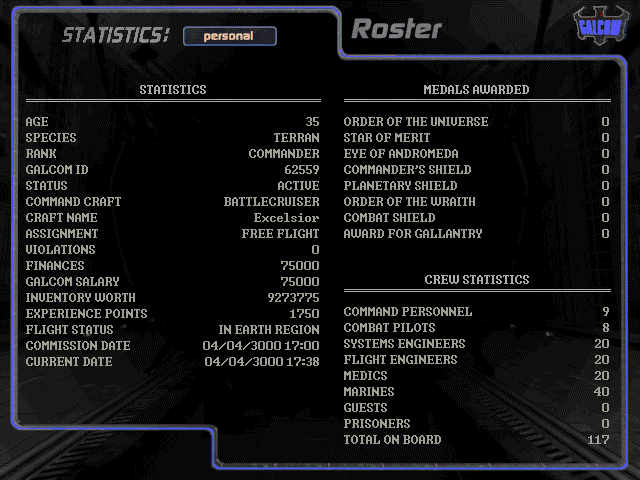 STATISTICS: personal
Roster
GALCOM
STATISTICS
AGE 35
SPECIES TERRAN
RANK COMMANDER
GALCOM ID 62559
STATUS ACTIVE
COMMAND CRAFT BATTLECRUISER
CRAFT NAME Excelsior
ASSIGNMENT FREE FLIGHT
VIOLATIONS 0
FINANCES 75000
GALCOM SALARY 75000
INVENTORY WORTH 9273775
EXPERIENCE POINTS 1750
FLIGHT STATUS IN EARTH REGION
COMMISSION DATE 04/04/3000 17:00
CURRENT DATE 04/04/3000 17:38
MEDALS AWARDED
ORDER OF THE UNIVERSE 0
STAR OF MERIT 0
EYE OF ANDROMEDA 0
COMMANDER'S SHIELD 0
PLANETARY SHIELD 0
ORDER OF THE WRAITH 0
COMBAT SHIELD 0
AWARD FOR GALLANTRY 0
CREW STATISTICS
COMMAND PERSONNEL 9
COMBAT PILOTS 8
SYSTEMS ENGINEERS 20
FLIGHT ENGINEERS 20
MEDICS 20
MARINES 40
GUESTS 0
PRISONERS 0
TOTAL ON BOARD 117